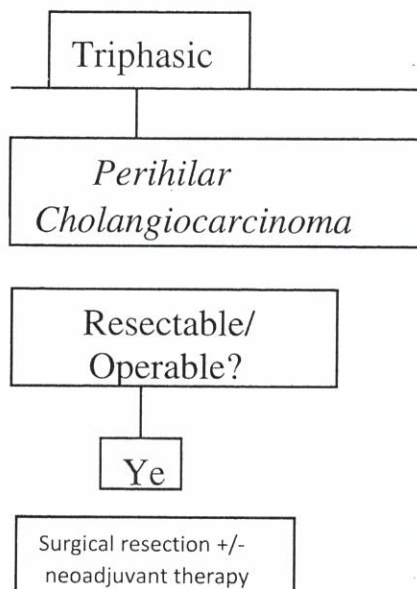 Triphasic
Perihilar
Cholangiocarcinoma
Resectable/
Operable?
Ye
Surgical resection +/-
neoadjuvant therapy